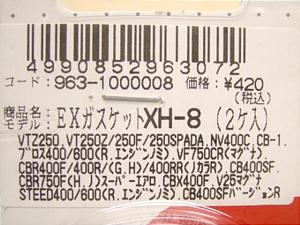 4990852963072
コード: 963-1000008 価格: ¥420
(税込)
商品名: EXガスケットXH-8 (2ケ入)
モデル:
VTZ250, VT250Z/250F/250SPADA, NV400C, CB-1,
ブロス400/600(R.エンジンノミ), VF750CR(マグナ)
CBR400F/400R/(G,H)/400RR(JカラR), CB400SF,
CBR750F(H,J)スーパーエアロ CBX400F, V25マグナ
STEED400/600(R.エンジンノミ), CB400SFバージョンR